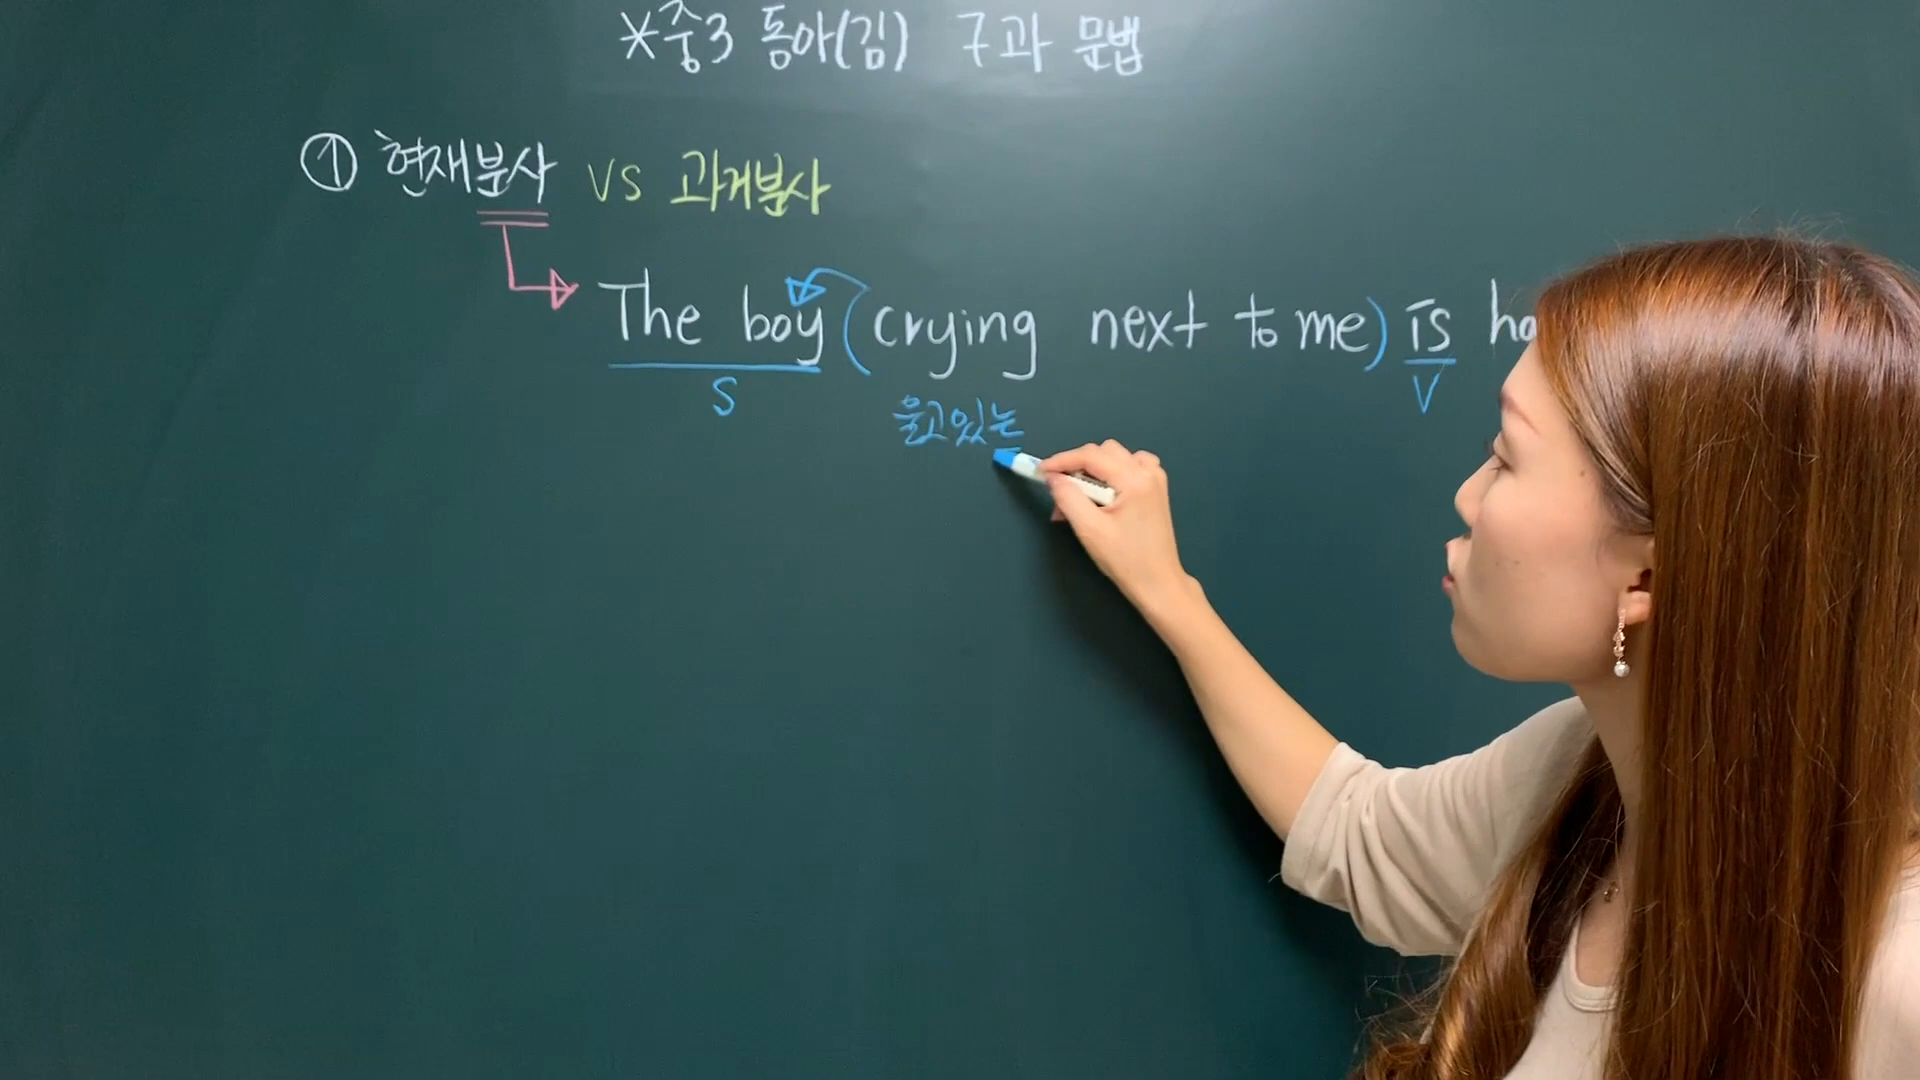 *중3 동아(김) 7과 문법
① 현재분사 vs 과거분사
The boy (crying next to me) is
S 울고있는 V